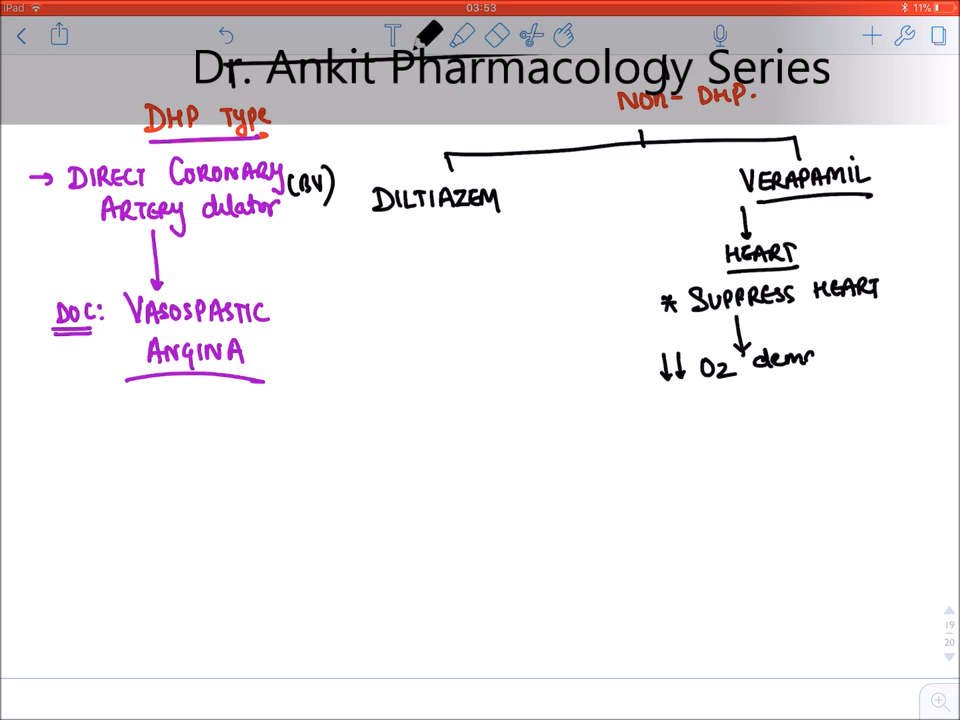 iPad
03:53
11%
Dr. Ankit Pharmacology Series
DHP TYPE
Non-DHP.
→ DIRECT CORONARY (BV)
ARTERY dilator
DILTIAZEM
VERAPAMIL
HEART
* SUPPRESS HEART
DOC: VASOSPASTIC
ANGINA
↓↓ O2 demn
19
20